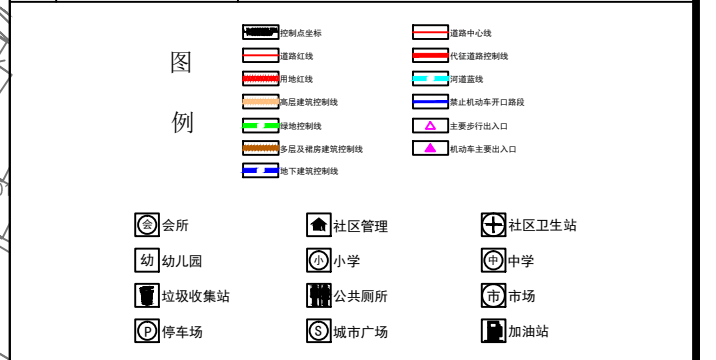 图例
控制点坐标
道路红线
用地红线
高层建筑控制线
绿地控制线
多层及裙房建筑控制线
地下建筑控制线
道路中心线
代征道路控制线
河道蓝线
禁止机动车开口路段
主要步行出入口
机动车主要出入口
会 会所
社区管理
社区卫生站
幼 幼儿园
小 小学
中 中学
垃圾收集站
公共厕所
市 市场
P 停车场
S 城市广场
加油站